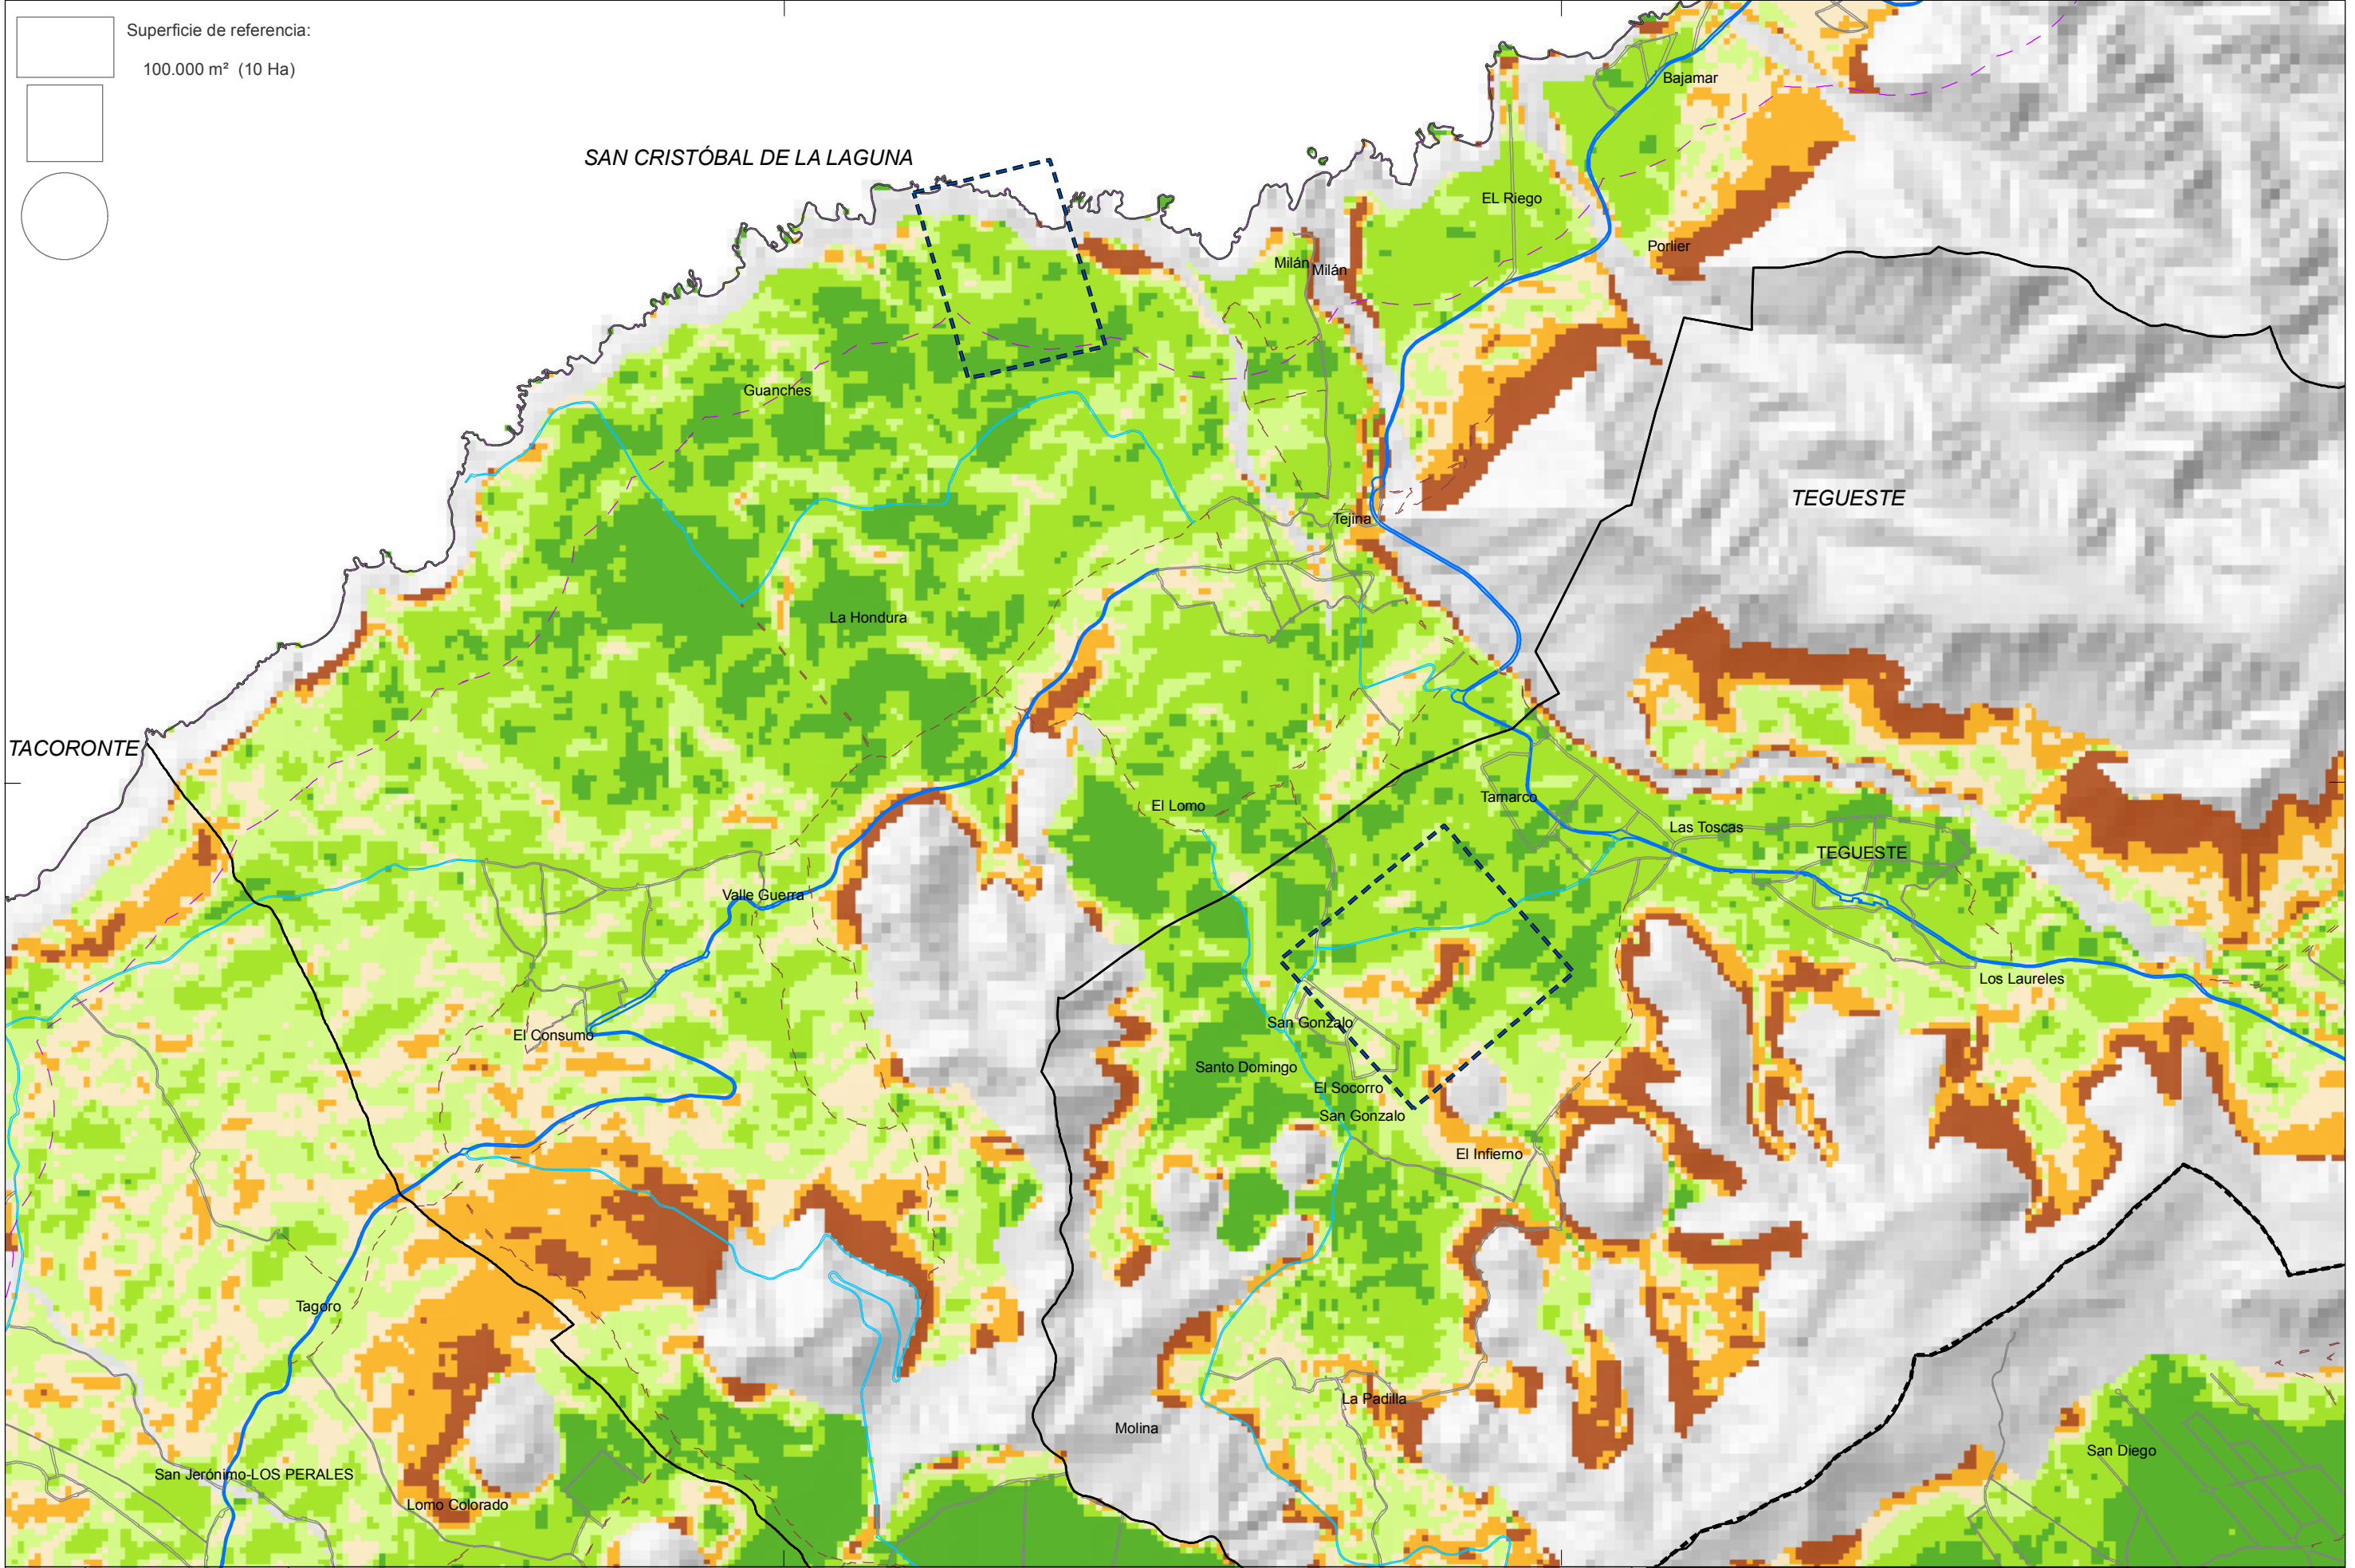 Superficie de referencia:
100.000 m² (10 Ha)
Bajamar
SAN CRISTÓBAL DE LA LAGUNA
EL Riego
Porlier
Milán
Milán
Guanches
TEGUESTE
Tejina
La Hondura
TACORONTE
Tamarco
El Lomo
Las Toscas
TEGUESTE
Valle Guerra
Los Laureles
San Gonzalo
El Consumo
Santo Domingo
El Socorro
San Gonzalo
El Infierno
Tagoro
La Padilla
Molina
San Diego
San Jerónimo-LOS PERALES
Lomo Colorado